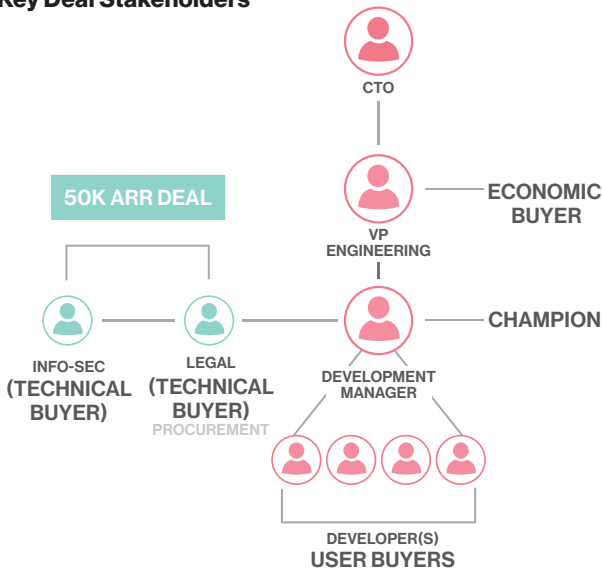 Key Deal Stakeholders
CTO
50K ARR DEAL
ECONOMIC
BUYER
VP
ENGINEERING
CHAMPION
INFO-SEC
(TECHNICAL
BUYER)
LEGAL
(TECHNICAL
BUYER)
PROCUREMENT
DEVELOPMENT
MANAGER
DEVELOPER(S)
USER BUYERS